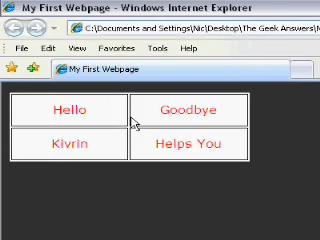 My First Webpage - Windows Internet Explorer
C:\Documents and Settings\Nic\Desktop\The Geek Answers\
File Edit View Favorites Tools Help
My First Webpage
Hello Goodbye
Kivrin Helps You